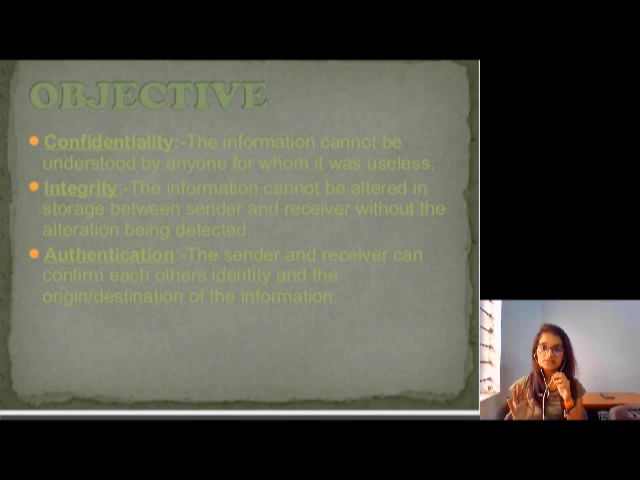 OBJECTIVE
Confidentiality:-The information cannot be
understood by anyone for whom it was useless.
Integrity:-The information cannot be altered in
storage between sender and receiver without the
alteration being detected.
Authentication:-The sender and receiver can
confirm each others identity and the
origin/destination of the information.